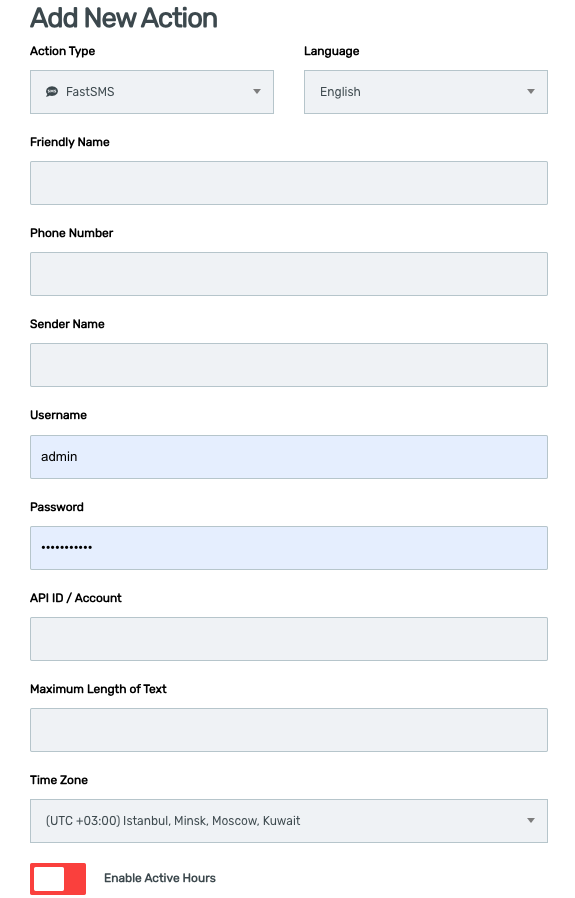 Add New Action
Action Type
Language
FastSMS
English
Friendly Name
Phone Number
Sender Name
Username
admin
Password
•••••••••••
API ID / Account
Maximum Length of Text
Time Zone
(UTC +03:00) Istanbul, Minsk, Moscow, Kuwait
Enable Active Hours